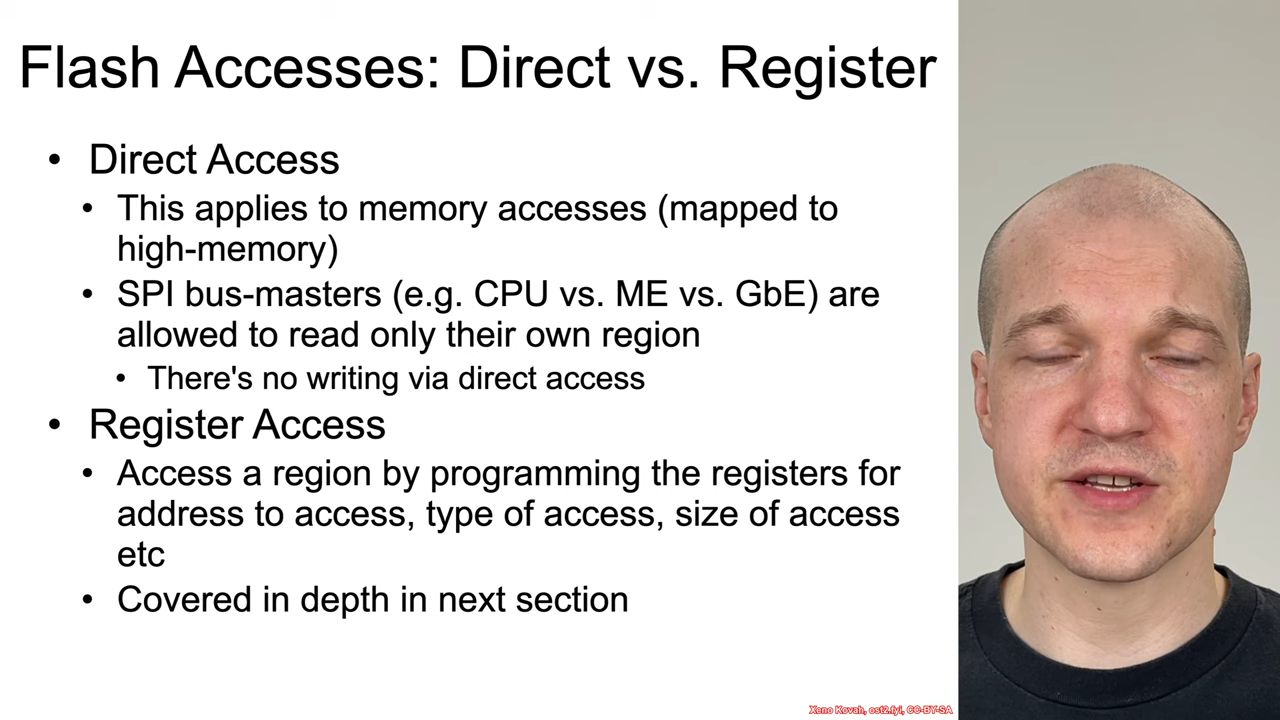 Flash Accesses: Direct vs. Register
• Direct Access
• This applies to memory accesses (mapped to
high-memory)
• SPI bus-masters (e.g. CPU vs. ME vs. GbE) are
allowed to read only their own region
• There's no writing via direct access
• Register Access
• Access a region by programming the registers for
address to access, type of access, size of access
etc
• Covered in depth in next section
Xeno Kovah, ost2.fyi, CC-BY-SA